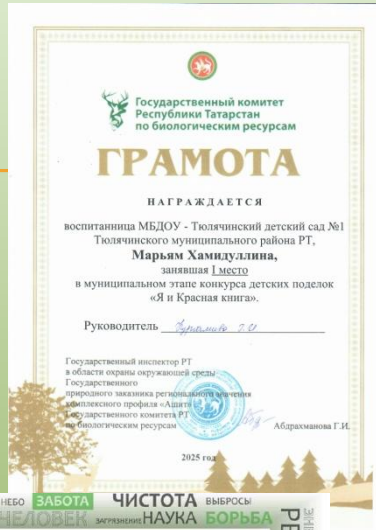 Государственный комитет
Республики Татарстан
по биологическим ресурсам
ГРАМОТА
НАГРАЖДАЕТСЯ
воспитанница МБДОУ - Тюлячинский детский сад №1
Тюлячинского муниципального района РТ,
Марьям Хамидуллина,
занявшая I место
в муниципальном этапе конкурса детских поделок
«Я и Красная книга».
Руководитель
Государственный инспектор РТ
в области охраны окружающей среды
Государственного
природного заказника регионального значения
комплексного профиля «Ашит»
Государственного комитета РТ
по биологическим ресурсам Абдрахманова Г.И.
2025 год
НЕБО ЗАБОТА ЧИСТОТА ВЫБРОСЫ
ЧЕЛОВЕК ЗАГРЯЗНЕНИЕ НАУКА БОРЬБА